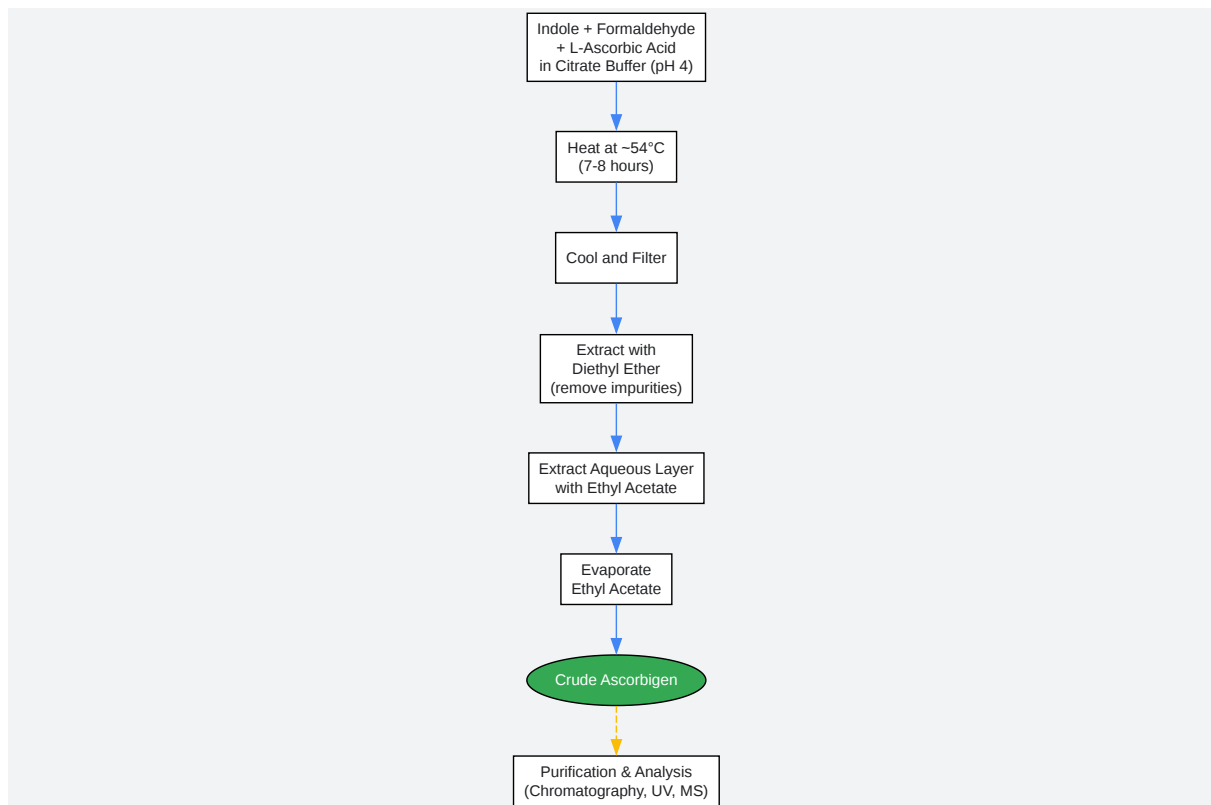 Indole + Formaldehyde
+ L-Ascorbic Acid
in Citrate Buffer (pH 4)
Heat at ~54°C
(7-8 hours)
Cool and Filter
Extract with
Diethyl Ether
(remove impurities)
Extract Aqueous Layer
with Ethyl Acetate
Evaporate
Ethyl Acetate
Crude Ascorbigen
Purification & Analysis
(Chromatography, UV, MS)